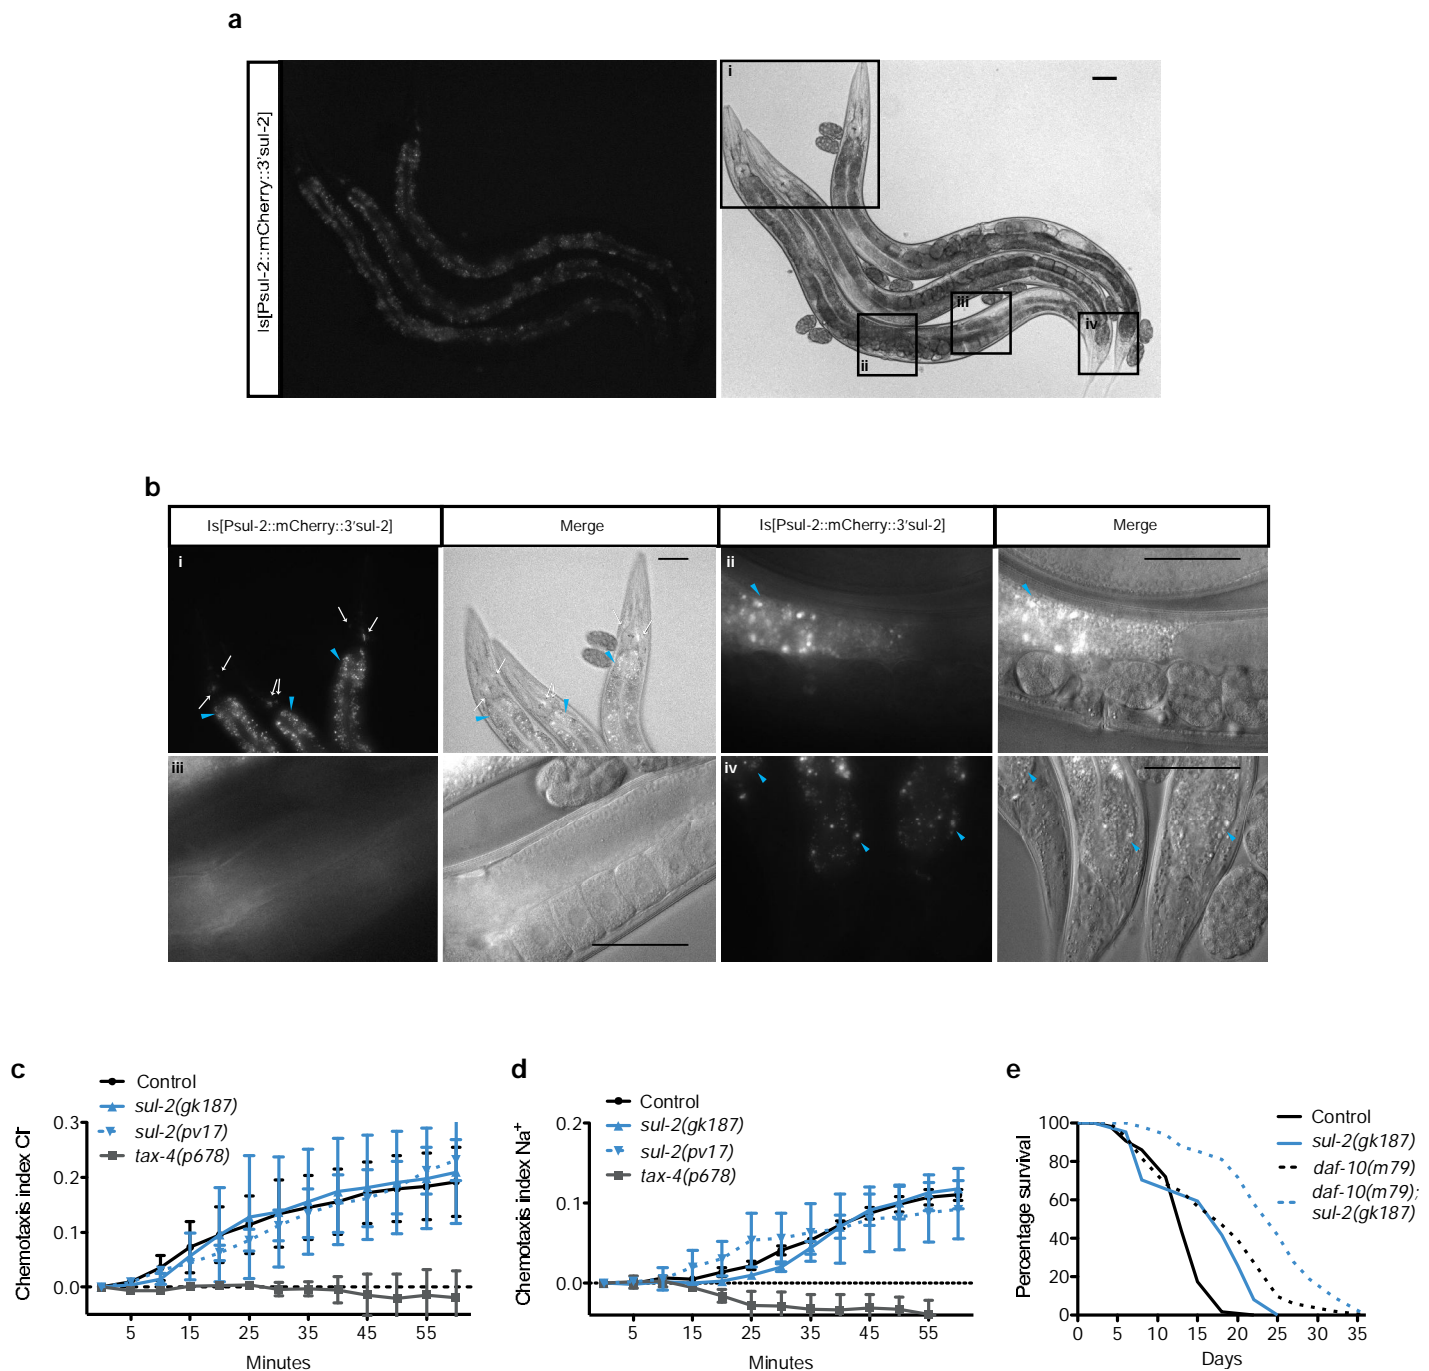 a
Is[Psul-2::mCherry::3'sul-2]
i
ii
iii
iv
b
Is[Psul-2::mCherry::3'sul-2]
Merge
Is[Psul-2::mCherry::3'sul-2]
Merge
i
ii
iii
iv
c
Control
sul-2(gk187)
sul-2(pv17)
tax-4(p678)
Chemotaxis index Cl-
0.3
0.2
0.1
0.0
5 15 25 35 45 55
Minutes
d
Control
sul-2(gk187)
sul-2(pv17)
tax-4(p678)
Chemotaxis index Na+
0.2
0.1
0.0
5 15 25 35 45 55
Minutes
e
Control
sul-2(gk187)
daf-10(m79)
daf-10(m79);
sul-2(gk187)
Percentage survival
100
80
60
40
20
0
0 5 10 15 20 25 30 35
Days